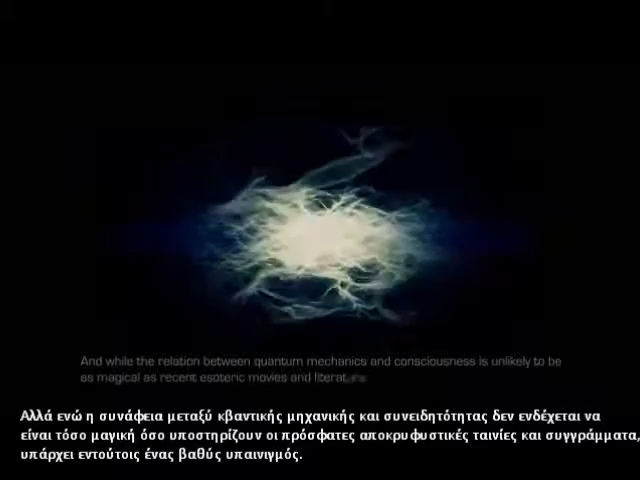 And while the relation between quantum mechanics and consciousness is unlikely to be
as magical as recent esoteric movies and
Αλλά ενώ η συνάφεια μεταξύ κβαντικής μηχανικής και συνειδητότητας δεν ενδέχεται να
είναι τόσο μαγική όσο υποστηρίζουν οι πρόσφατες αποκρυφυστικές ταινίες και συγγράμματα,
υπάρχει εντούτοις ένας βαθύς υπαινιγμός.